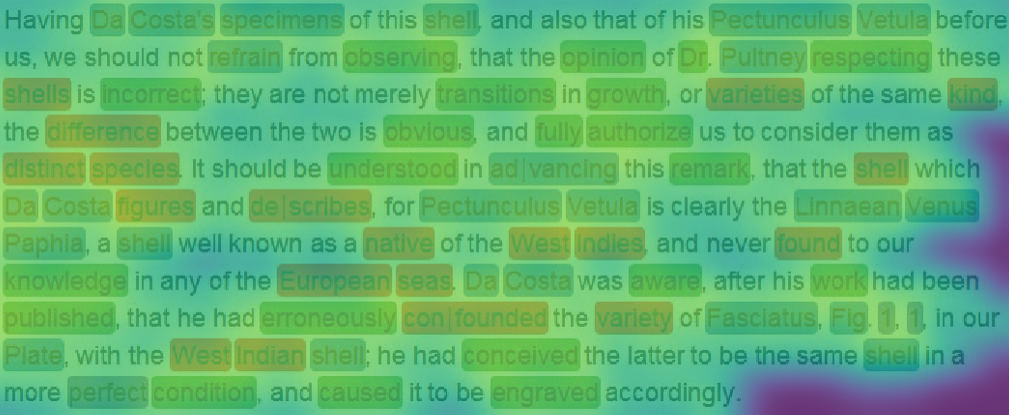 Having Da Costa's specimens of this shell, and also that of his Pectunculus Vetula before
us, we should not refrain from observing, that the opinion of Dr. Pultney respecting these
shells is incorrect; they are not merely transitions in growth, or varieties of the same kind,
the difference between the two is obvious, and fully authorize us to consider them as
distinct species. It should be understood in ad|vancing this remark, that the shell which
Da Costa figures and de|scribes, for Pectunculus Vetula is clearly the Linnaean Venus
Paphia, a shell well known as a native of the West Indies, and never found to our
knowledge in any of the European seas. Da Costa was aware, after his work had been
published, that he had erroneously con|founded the variety of Fasciatus, Fig. 1, 1, in our
Plate, with the West Indian shell; he had conceived the latter to be the same shell in a
more perfect condition, and caused it to be engraved accordingly.